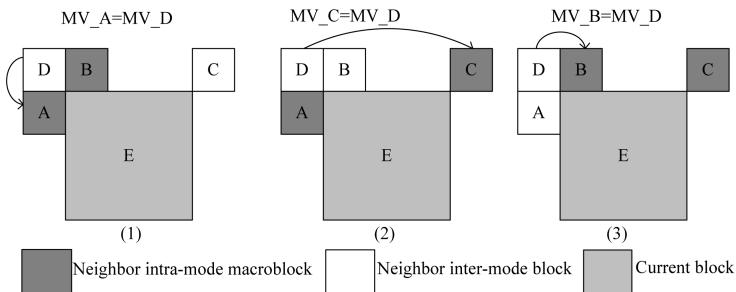 MV_A=MV_D MV_C=MV_D MV_B=MV_D
D B C D B C D B C
A A A
E E E
(1) (2) (3)
Neighbor intra-mode macroblock Neighbor inter-mode block Current block